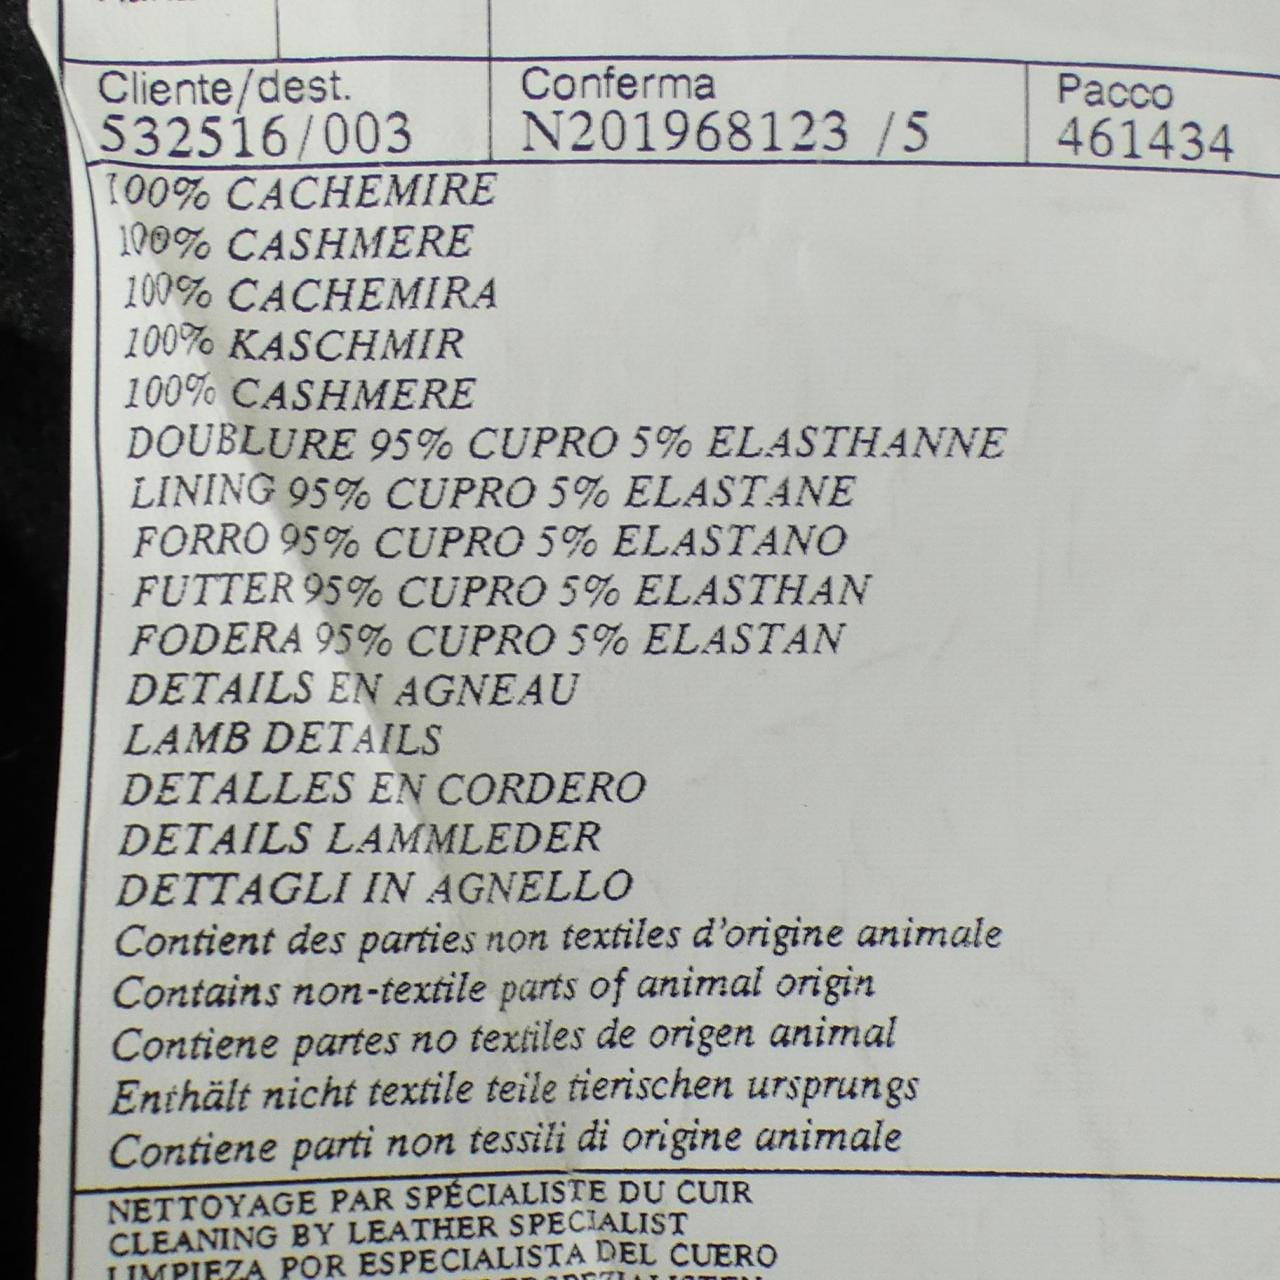 Cliente/dest. Conferma Pacco
532516/003 N201968123 /5 461434
100% CACHEMIRE
100% CASHMERE
100% CACHEMIRA
100% KASCHMIR
100% CASHMERE
DOUBLURE 95% CUPRO 5% ELASTHANNE
LINING 95% CUPRO 5% ELASTANE
FORRO 95% CUPRO 5% ELASTANO
FUTTER 95% CUPRO 5% ELASTHAN
FODERA 95% CUPRO 5% ELASTAN
DETAILS EN AGNEAU
LAMB DETAILS
DETALLES EN CORDERO
DETAILS LAMMLEDER
DETTAGLI IN AGNELLO
Contient des parties non textiles d'origine animale
Contains non-textile parts of animal origin
Contiene partes no textiles de origen animal
Enthält nicht textile teile tierischen ursprungs
Contiene parti non tessili di origine animale
NETTOYAGE PAR SPÉCIALISTE DU CUIR
CLEANING BY LEATHER SPECIALIST
LIMPIEZA POR ESPECIALISTA DEL CUERO